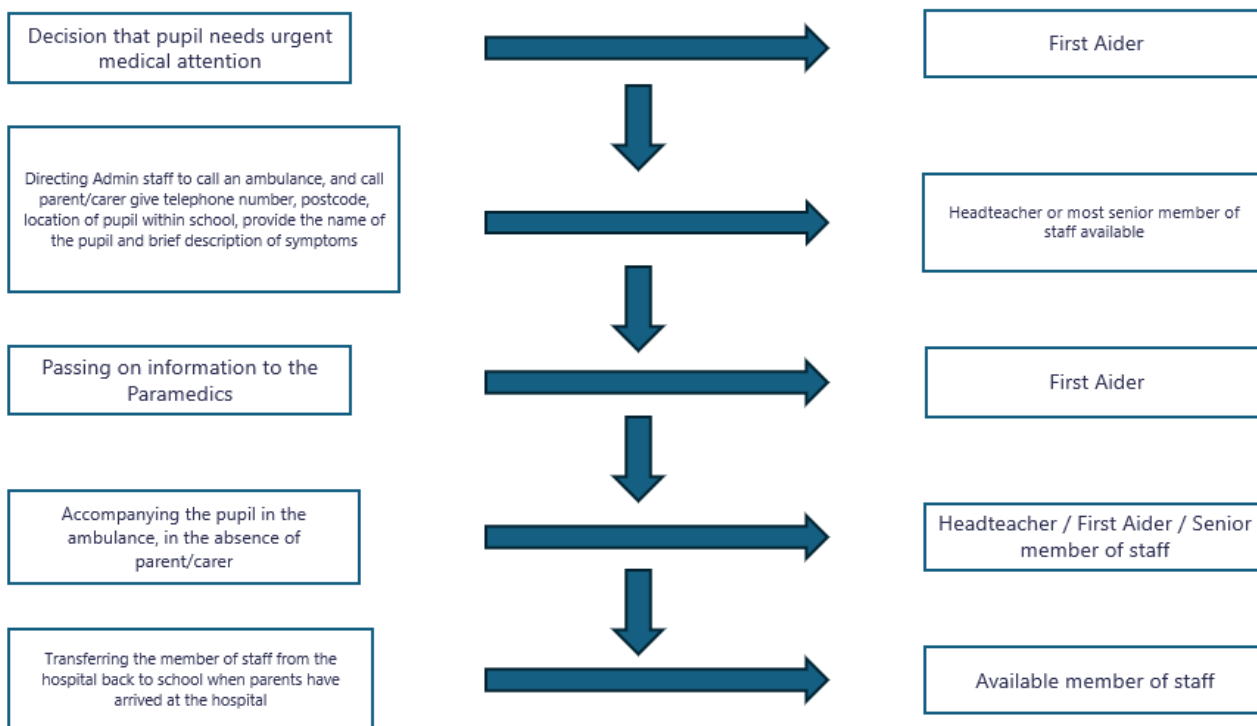 Decision that pupil needs urgent
medical attention
First Aider
Directing Admin staff to call an ambulance, and call
parent/carer give telephone number, postcode,
location of pupil within school, provide the name of
the pupil and brief description of symptoms
Headteacher or most senior member of
staff available
Passing on information to the
Paramedics
First Aider
Accompanying the pupil in the
ambulance, in the absence of
parent/carer
Headteacher / First Aider / Senior
member of staff
Transferring the member of staff from the
hospital back to school when parents have
arrived at the hospital
Available member of staff